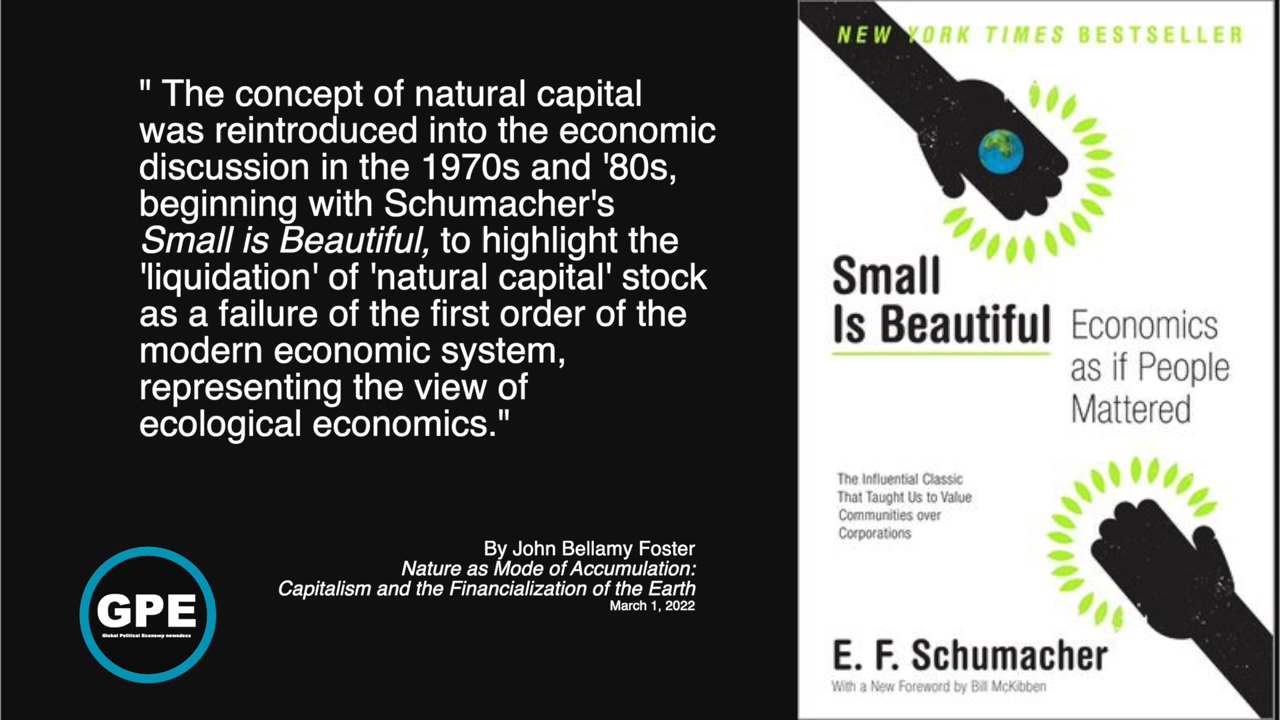 " The concept of natural capital
was reintroduced into the economic
discussion in the 1970s and '80s,
beginning with Schumacher's
Small is Beautiful, to highlight the
'liquidation' of 'natural capital' stock
as a failure of the first order of the
modern economic system,
representing the view of
ecological economics."
By John Bellamy Foster
Nature as Mode of Accumulation:
Capitalism and the Financialization of the Earth
March 1, 2022
GPE
Global Political Economy newsdocs
NEW YORK TIMES BESTSELLER
Small
Is Beautiful
Economics
as if People
Mattered
The Influential Classic
That Taught Us to Value
Communities over
Corporations
E. F. Schumacher
With a New Foreword by Bill McKibben